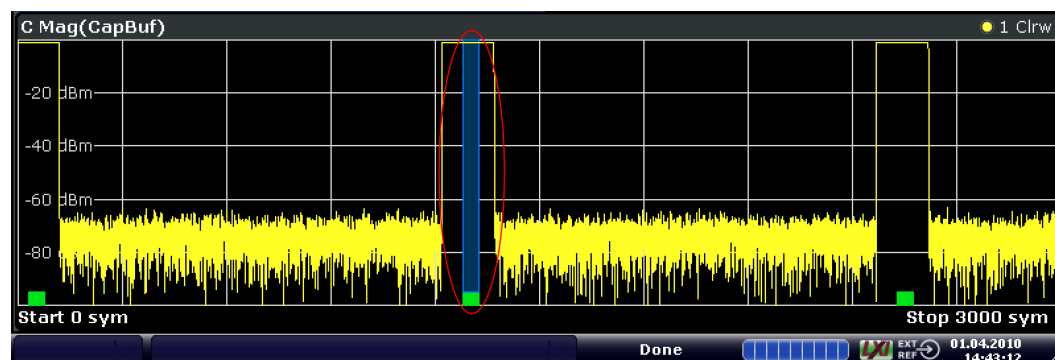 C Mag(CapBuf) 1 Clrw
-20 dBm
-40 dBm
-60 dBm
-80
Start 0 sym Stop 3000 sym
Done LXI EXT REF 01.04.2010 14:43:12